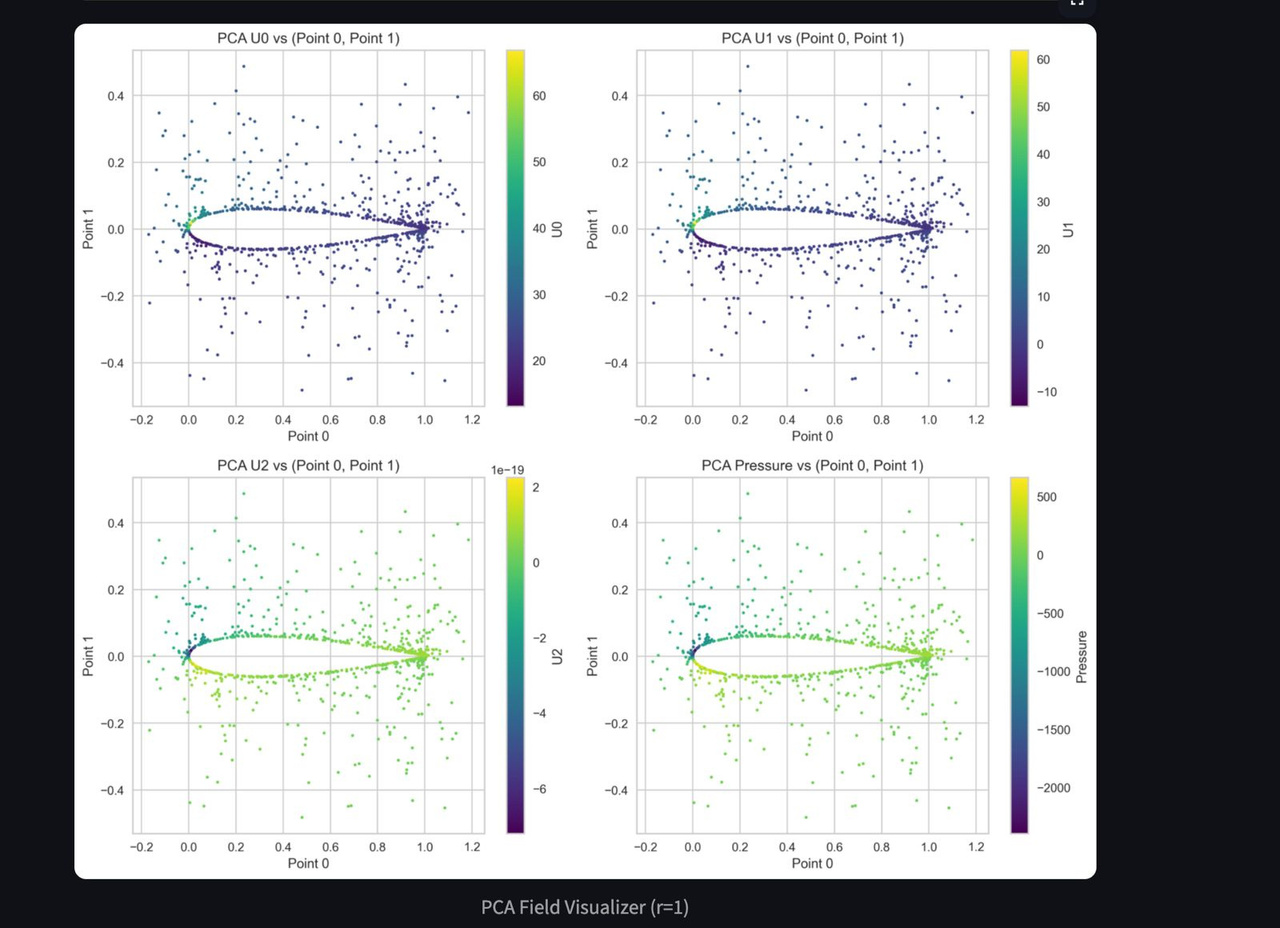 PCA U0 vs (Point 0, Point 1)
0.4
0.2
0.0
−0.2
−0.4
Point 1
−0.2 0.0 0.2 0.4 0.6 0.8 1.0 1.2
Point 0
60
50
40
30
20
U0
PCA U1 vs (Point 0, Point 1)
0.4
0.2
0.0
−0.2
−0.4
Point 1
−0.2 0.0 0.2 0.4 0.6 0.8 1.0 1.2
Point 0
60
50
40
30
20
10
0
−10
U1
PCA U2 vs (Point 0, Point 1)
0.4
0.2
0.0
−0.2
−0.4
Point 1
−0.2 0.0 0.2 0.4 0.6 0.8 1.0 1.2
Point 0
1e−19
2
0
−2
−4
−6
U2
PCA Pressure vs (Point 0, Point 1)
0.4
0.2
0.0
−0.2
−0.4
Point 1
−0.2 0.0 0.2 0.4 0.6 0.8 1.0 1.2
Point 0
500
0
−500
−1000
−1500
−2000
Pressure
PCA Field Visualizer (r=1)